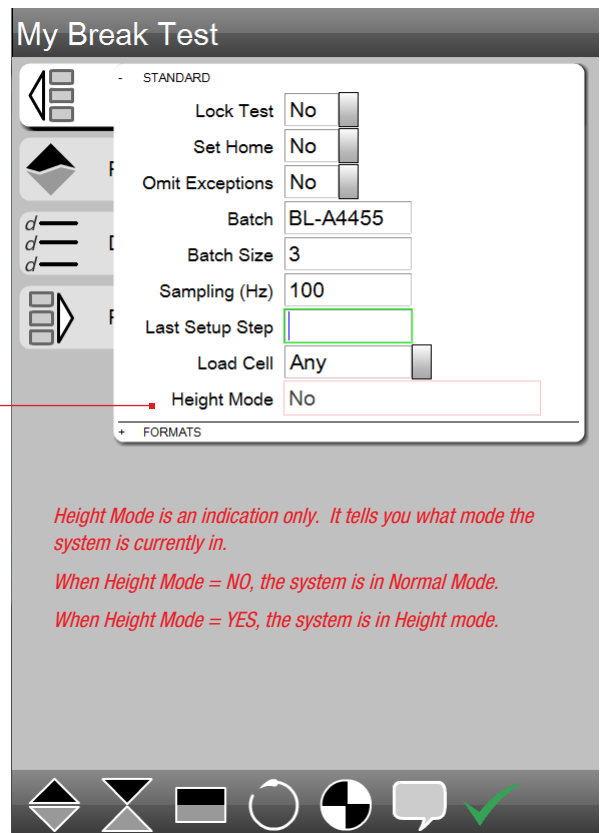 My Break Test
- STANDARD
Lock Test No
Set Home No
Omit Exceptions No
Batch BL-A4455
Batch Size 3
Sampling (Hz) 100
Last Setup Step
Load Cell Any
Height Mode No
+ FORMATS
d
d
d
Height Mode is an indication only. It tells you what mode the
system is currently in.
When Height Mode = NO, the system is in Normal Mode.
When Height Mode = YES, the system is in Height mode.